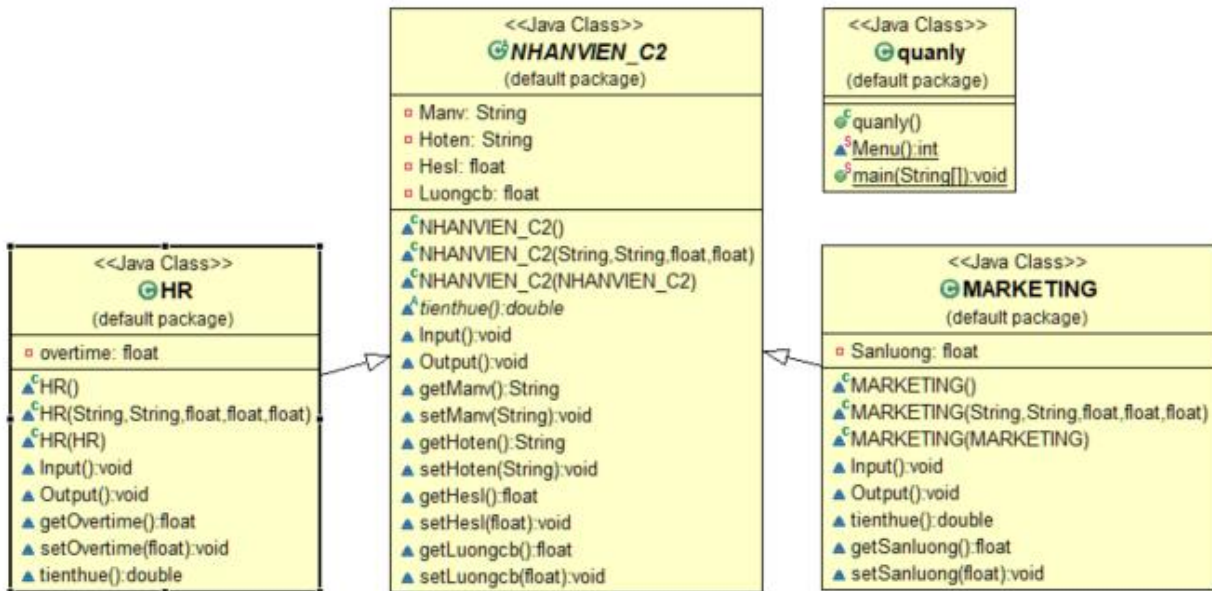 <<Java Class>>
NHANVIEN_C2
(default package)
Manv: String
Hoten: String
Hesl: float
Luongcb: float
NHANVIEN_C2()
NHANVIEN_C2(String,String,float,float)
NHANVIEN_C2(NHANVIEN_C2)
tienthue():double
Input():void
Output():void
getManv():String
setManv(String):void
getHoten():String
setHoten(String):void
getHesl():float
setHesl(float):void
getLuongcb():float
setLuongcb(float):void
<<Java Class>>
quanly
(default package)
quanly()
Menu():int
main(String[]):void
<<Java Class>>
HR
(default package)
overtime: float
HR()
HR(String,String,float,float,float)
HR(HR)
Input():void
Output():void
getOvertime():float
setOvertime(float):void
tienthue():double
<<Java Class>>
MARKETING
(default package)
Sanluong: float
MARKETING()
MARKETING(String,String,float,float,float)
MARKETING(MARKETING)
Input():void
Output():void
tienthue():double
getSanluong():float
setSanluong(float):void